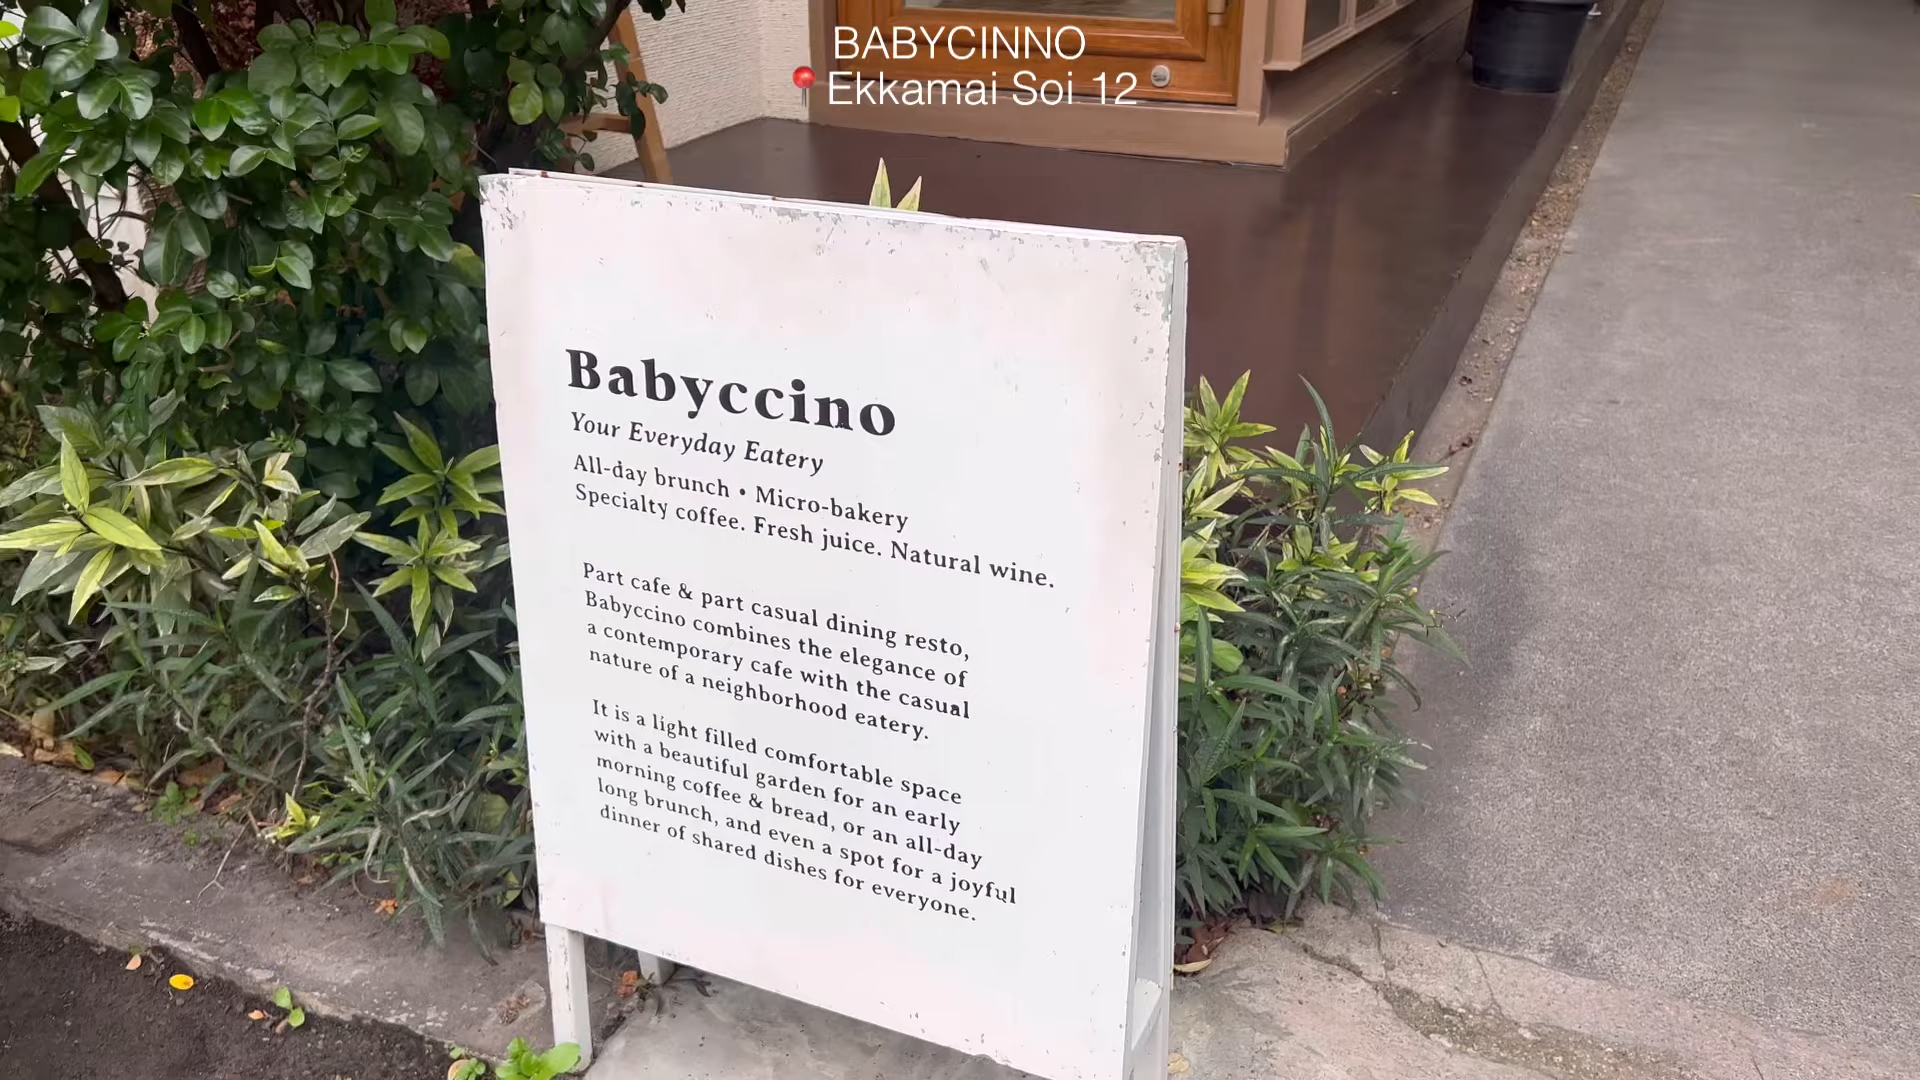 BABYCINNO
Ekkamai Soi 12
Babyccino
Your Everyday Eatery
All-day brunch • Micro-bakery
Specialty coffee. Fresh juice. Natural wine.
Part cafe & part casual dining resto,
Babyccino combines the elegance of
a contemporary cafe with the casual
nature of a neighborhood eatery.
It is a light filled comfortable space
with a beautiful garden for an early
morning coffee & bread, or an all-day
long brunch, and even a spot for a joyful
dinner of shared dishes for everyone.